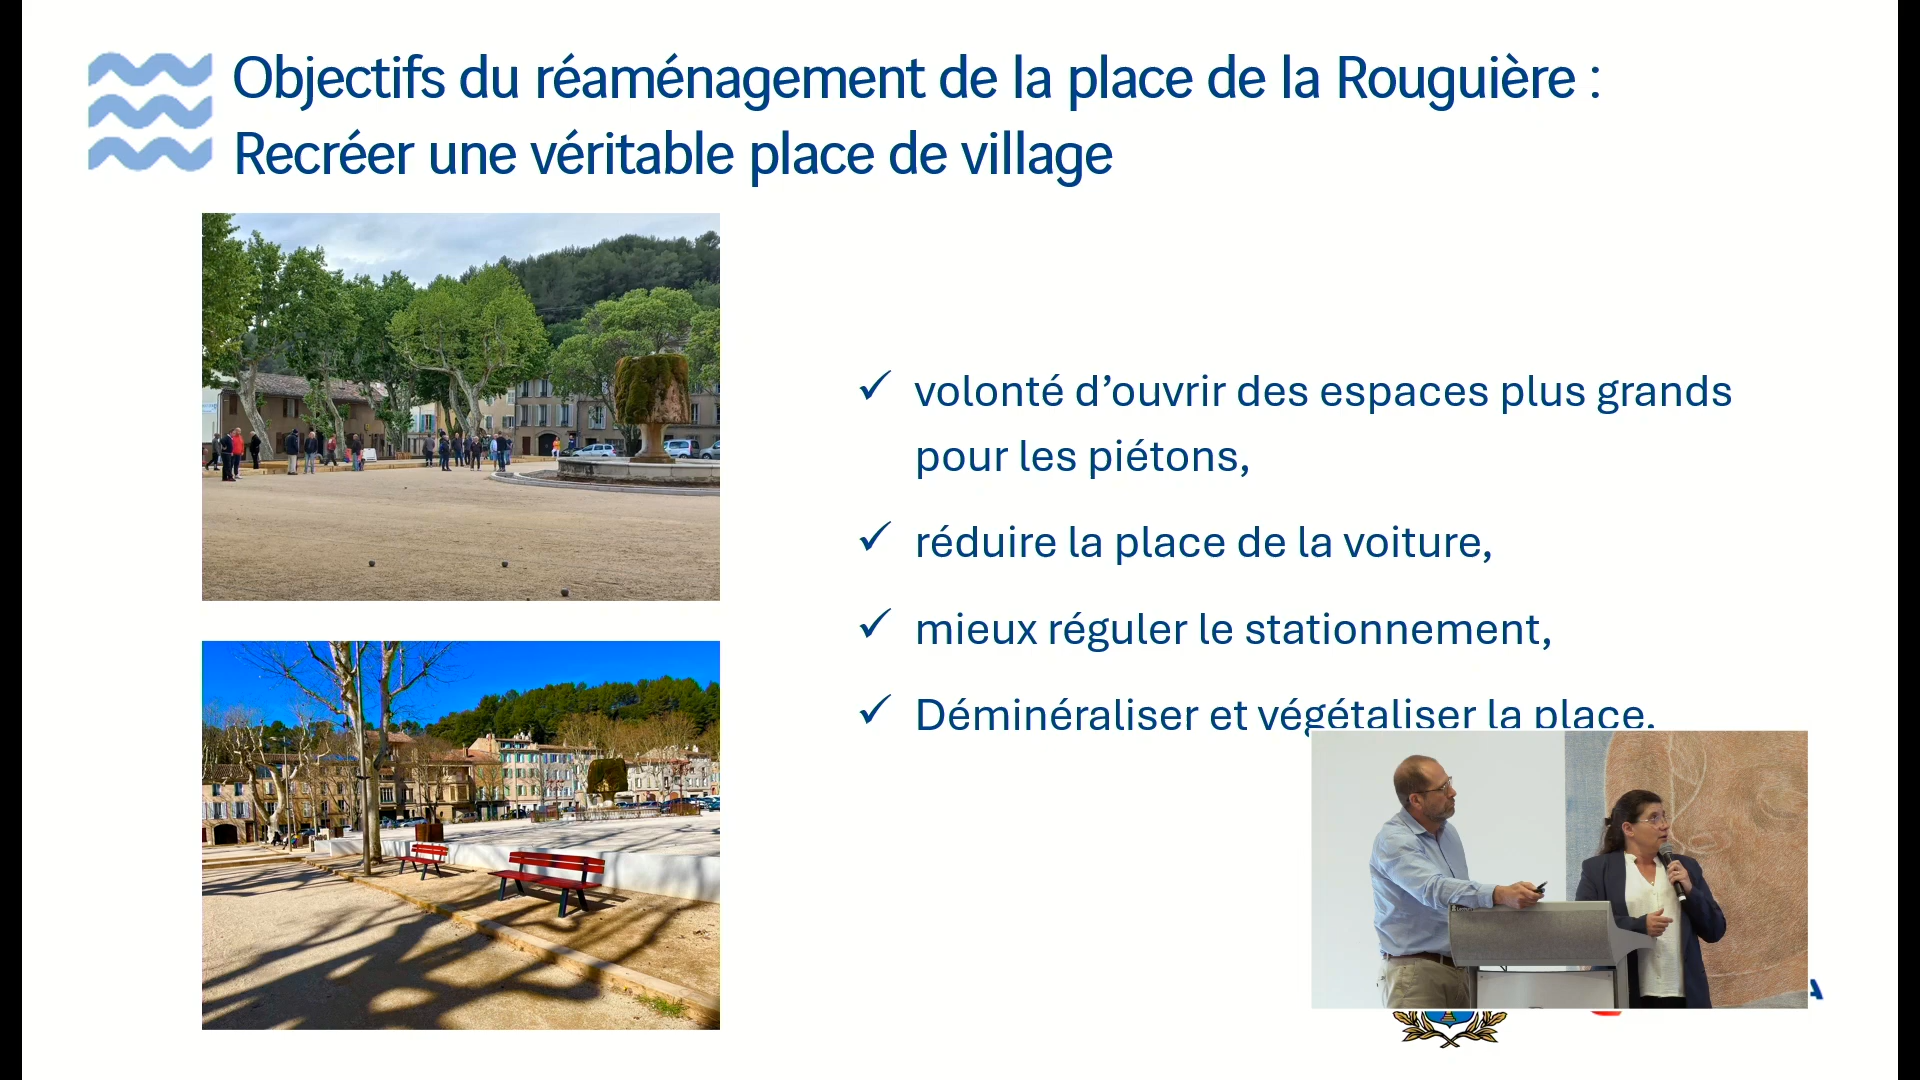 Objectifs du réaménagement de la place de la Rouguière :
Recréer une véritable place de village
volonté d’ouvrir des espaces plus grands
pour les piétons,
réduire la place de la voiture,
mieux réguler le stationnement,
Déminéraliser et végétaliser la place.
A